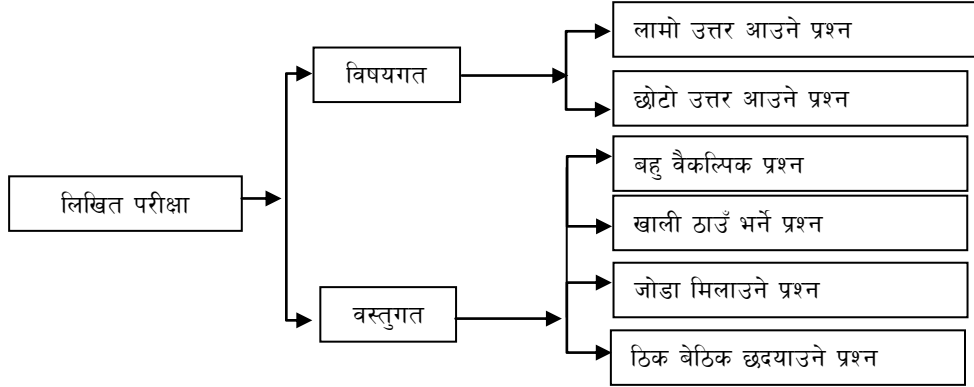 लिखित परीक्षा
विषयगत
लामो उत्तर आउने प्रश्न
छोटो उत्तर आउने प्रश्न
वस्तुगत
बहु वैकल्पिक प्रश्न
खाली ठाउँ भर्ने प्रश्न
जोडा मिलाउने प्रश्न
ठिक बेठिक छदयाउने प्रश्न